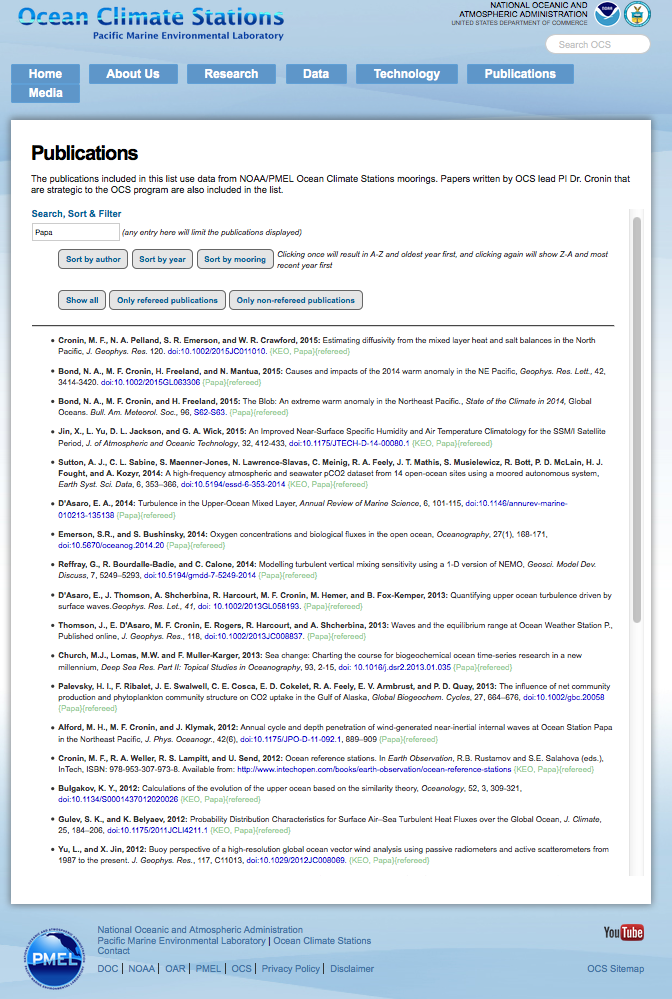 Ocean Climate Stations
Pacific Marine Environmental Laboratory
NATIONAL OCEANIC AND
ATMOSPHERIC ADMINISTRATION
UNITED STATES DEPARTMENT OF COMMERCE
Search OCS
Home About Us Research Data Technology Publications
Media
Publications
The publications included in this list use data from NOAA/PMEL Ocean Climate Stations moorings. Papers written by OCS lead PI Dr. Cronin that
are strategic to the OCS program are also included in the list.
Search, Sort & Filter
Papa (any entry here will limit the publications displayed)
Sort by author Sort by year Sort by mooring Clicking once will result in A-Z and oldest year first, and clicking again will show Z-A and most
recent year first
Show all Only refereed publications Only non-refereed publications
• Cronin, M. F., N. A. Pelland, S. R. Emerson, and W. R. Crawford, 2015: Estimating diffusivity from the mixed layer heat and salt balances in the North
Pacific, J. Geophys. Res. 120. doi:10.1002/2015JC011010. {KEO, Papa}{refereed}
• Bond, N. A., M. F. Cronin, H. Freeland, and N. Mantua, 2015: Causes and impacts of the 2014 warm anomaly in the NE Pacific, Geophys. Res. Lett., 42,
3414-3420. doi:10.1002/2015GL063306 {Papa}{refereed}
• Bond, N. A., M. F. Cronin, and H. Freeland, 2015: The Blob: An extreme warm anomaly in the Northeast Pacific., State of the Climate in 2014, Global
Oceans. Bull. Am. Meteorol. Soc., 96, S62-S63. {Papa}{refereed}
• Jin, X., L. Yu, D. L. Jackson, and G. A. Wick, 2015: An Improved Near-Surface Specific Humidity and Air Temperature Climatology for the SSM/I Satellite
Period, J. of Atmospheric and Oceanic Technology, 32, 412-433, doi:10.1175/JTECH-D-14-00080.1 {KEO, Papa}{refereed}
• Sutton, A. J., C. L. Sabine, S. Maenner-Jones, N. Lawrence-Slavas, C. Meinig, R. A. Feely, J. T. Mathis, S. Musielewicz, R. Bott, P. D. McLain, H. J.
Fought, and A. Kozyr, 2014: A high-frequency atmospheric and seawater pCO2 dataset from 14 open-ocean sites using a moored autonomous system,
Earth Syst. Sci. Data, 6, 353–366, doi:10.5194/essd-6-353-2014 {KEO, Papa}{refereed}
• D'Asaro, E. A., 2014: Turbulence in the Upper-Ocean Mixed Layer, Annual Review of Marine Science, 6, 101-115, doi:10.1146/annurev-marine-
010213-135138 {Papa}{refereed}
• Emerson, S.R., and S. Bushinsky, 2014: Oxygen concentrations and biological fluxes in the open ocean, Oceanography, 27(1), 168-171,
doi:10.5670/oceanog.2014.20 {Papa}{refereed}
• Reffray, G., R. Bourdalle-Badie, and C. Calone, 2014: Modelling turbulent vertical mixing sensitivity using a 1-D version of NEMO, Geosci. Model Dev.
Discuss, 7, 5249–5293, doi:10.5194/gmdd-7-5249-2014 {Papa}{refereed}
• D'Asaro, E., J. Thomson, A. Shcherbina, R. Harcourt, M. F. Cronin, M. Hemer, and B. Fox-Kemper, 2013: Quantifying upper ocean turbulence driven by
surface waves.Geophys. Res. Let., 41, doi: 10.1002/2013GL058193. {Papa}{refereed}
• Thomson, J., E. D'Asaro, M. F. Cronin, E. Rogers, R. Harcourt, and A. Shcherbina, 2013: Waves and the equilibrium range at Ocean Weather Station P.,
Published online, J. Geophys. Res., 118, doi:10.1002/2013JC008837. {Papa}{refereed}
• Church, M.J., Lomas, M.W. and F. Muller-Karger, 2013: Sea change: Charting the course for biogeochemical ocean time-series research in a new
millennium, Deep Sea Res. Part II: Topical Studies in Oceanography, 93, 2-15, doi: 10.1016/j.dsr2.2013.01.035 {Papa}{refereed}
• Palevsky, H. I., F. Ribalet, J. E. Swalwell, C. E. Cosca, E. D. Cokelet, R. A. Feely, E. V. Armbrust, and P. D. Quay, 2013: The influence of net community
production and phytoplankton community structure on CO2 uptake in the Gulf of Alaska, Global Biogeochem. Cycles, 27, 664–676, doi:10.1002/gbc.20058
{Papa}{refereed}
• Alford, M. H., M. F. Cronin, and J. Klymak, 2012: Annual cycle and depth penetration of wind-generated near-inertial internal waves at Ocean Station Papa
in the Northeast Pacific, J. Phys. Oceanogr., 42(6), doi:10.1175/JPO-D-11-092.1, 889–909 {Papa}{refereed}
• Cronin, M. F., R. A. Weller, R. S. Lampitt, and U. Send, 2012: Ocean reference stations. In Earth Observation, R.B. Rustamov and S.E. Salahova (eds.),
InTech, ISBN: 978-953-307-973-8. Available from: http://www.intechopen.com/books/earth-observation/ocean-reference-stations {KEO, Papa}{refereed}
• Bulgakov, K. Y., 2012: Calculations of the evolution of the upper ocean based on the similarity theory, Oceanology, 52, 3, 309-321,
doi:10.1134/S0001437012020026 {KEO, Papa}{refereed}
• Gulev, S. K., and K. Belyaev, 2012: Probability Distribution Characteristics for Surface Air–Sea Turbulent Heat Fluxes over the Global Ocean, J. Climate,
25, 184–206, doi:10.1175/2011JCLI4211.1 {KEO, Papa}{refereed}
• Yu, L., and X. Jin, 2012: Buoy perspective of a high-resolution global ocean vector wind analysis using passive radiometers and active scatterometers from
1987 to the present. J. Geophys. Res., 117, C11013, doi:10.1029/2012JC008069. {KEO, Papa}{refereed}
PMEL
National Oceanic and Atmospheric Administration
Pacific Marine Environmental Laboratory | Ocean Climate Stations
Contact
DOC | NOAA | OAR | PMEL | OCS | Privacy Policy | Disclaimer
YouTube
OCS Sitemap